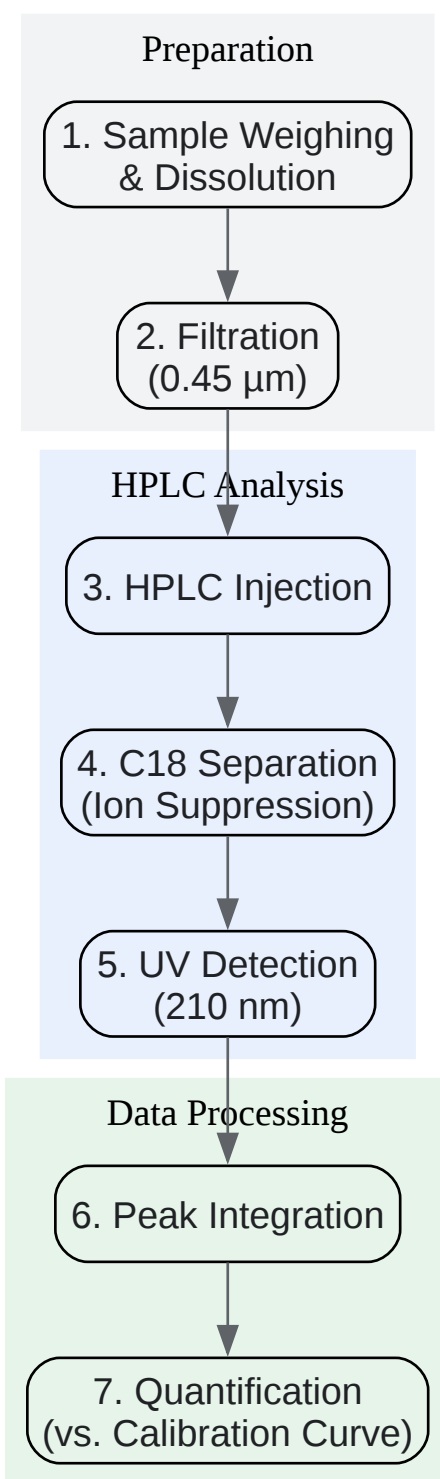 Preparation
1. Sample Weighing
& Dissolution
2. Filtration
(0.45 µm)
HPLC Analysis
3. HPLC Injection
4. C18 Separation
(Ion Suppression)
5. UV Detection
(210 nm)
Data Processing
6. Peak Integration
7. Quantification
(vs. Calibration Curve)